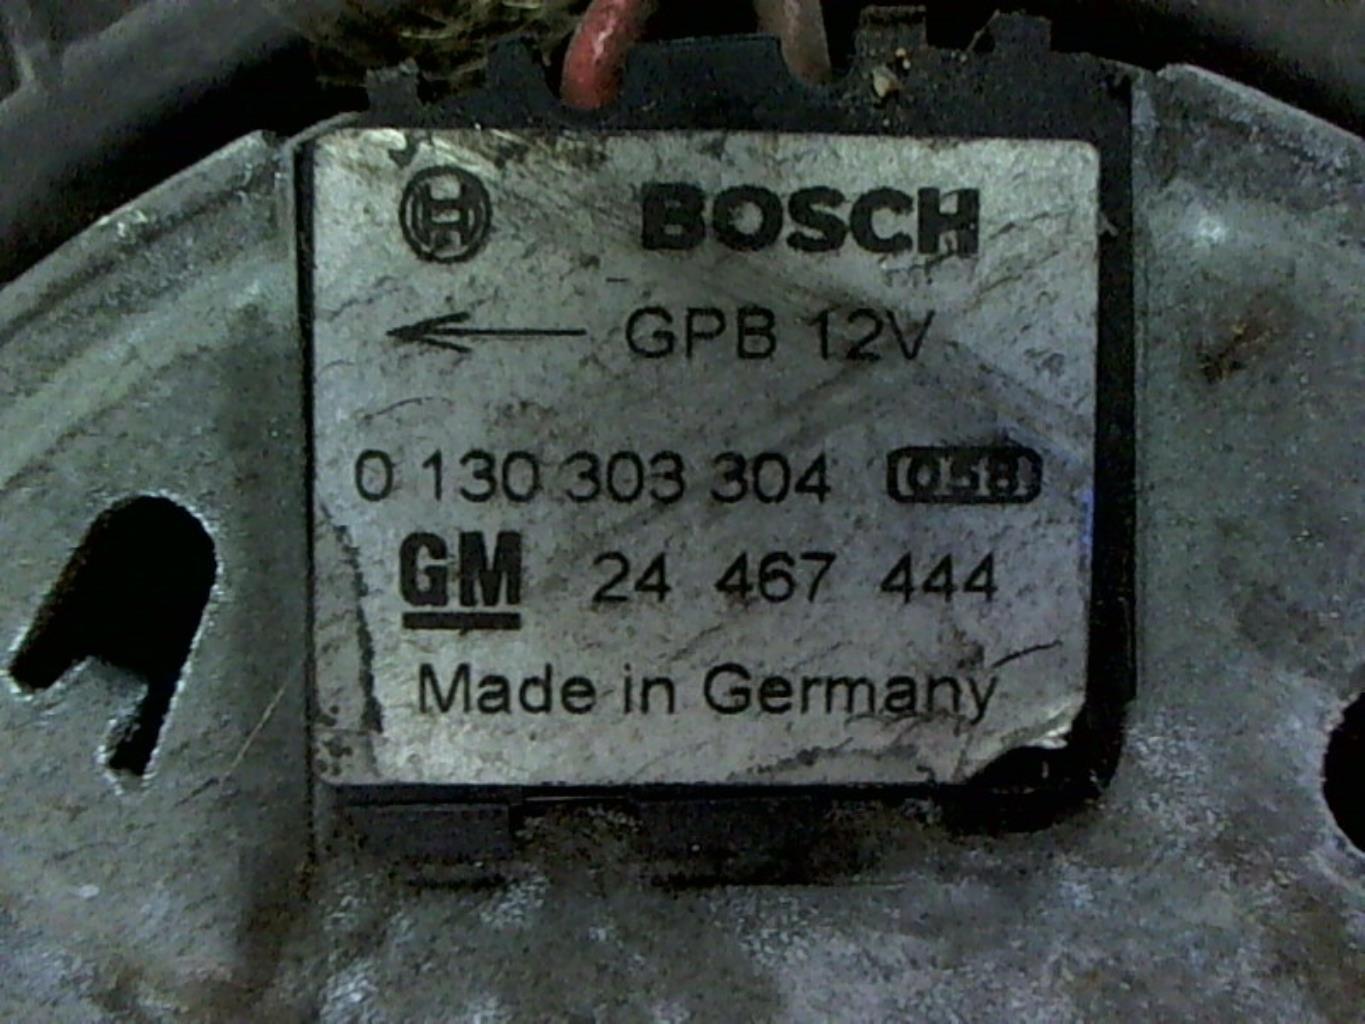 BOSCH
GPB 12V
0 130 303 304 058
GM 24 467 444
Made in Germany